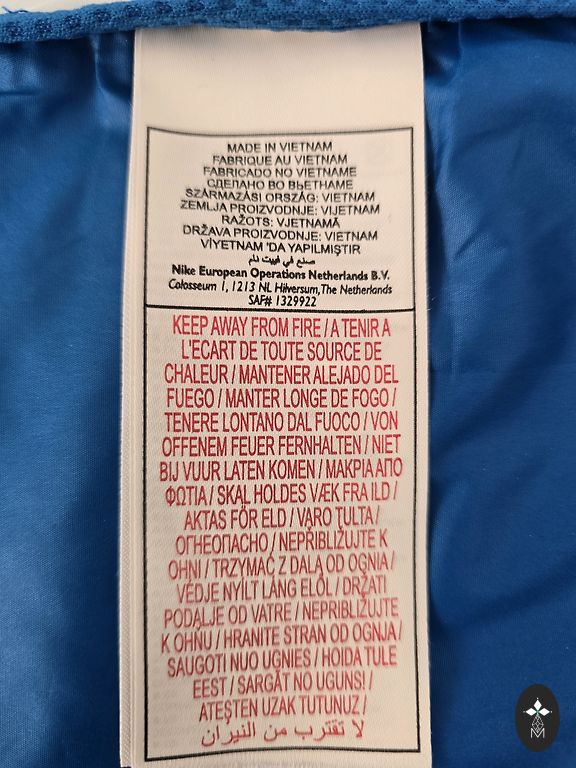 MADE IN VIETNAM
FABRIQUE AU VIETNAM
FABRICADO NO VIETNAME
СДЕЛАНО ВО ВЬЕТНАМЕ
SZÁRMAZÁSI ORSZÁG: VIETNAM
ZEMLJA PROIZVODNJE: VIJETNAM
RAŽOTS: VJETNAMĀ
DRŽAVA PROIZVODNJE: VIETNAM
VİYETNAM 'DA YAPILMIŞTIR
صنع في فييت نام
Nike European Operations Netherlands B.V.
Colosseum 1, 1213 NL Hilversum, The Netherlands
SAF# 1329922
KEEP AWAY FROM FIRE / A TENIR A
L'ECART DE TOUTE SOURCE DE
CHALEUR / MANTENER ALEJADO DEL
FUEGO / MANTER LONGE DE FOGO /
TENERE LONTANO DAL FUOCO / VON
OFFENEM FEUER FERNHALTEN / NIET
BIJ VUUR LATEN KOMEN / ΜΑΚΡΙΑ ΑΠΟ
ΦΩΤΙΑ / SKAL HOLDES VÆK FRA ILD /
AKTAS FÖR ELD / VARO TULTA /
ОГНЕОПАСНО / NEPŘIBLIŽUJTE K
OHNI / TRZYMAĆ Z DALA OD OGNIA /
VÉDJE NYÍLT LÁNG ELŐL / DRŽATI
PODALJE OD VATRE / NEPRIBLIŽUJTE
K OHŇU / HRANITE STRAN OD OGNJA /
SAUGOTI NUO UGNIES / HOIDA TULE
EEST / SARGĀT NO UGUNS! /
ATEŞTEN UZAK TUTUNUZ /
لا تقترب من النيران